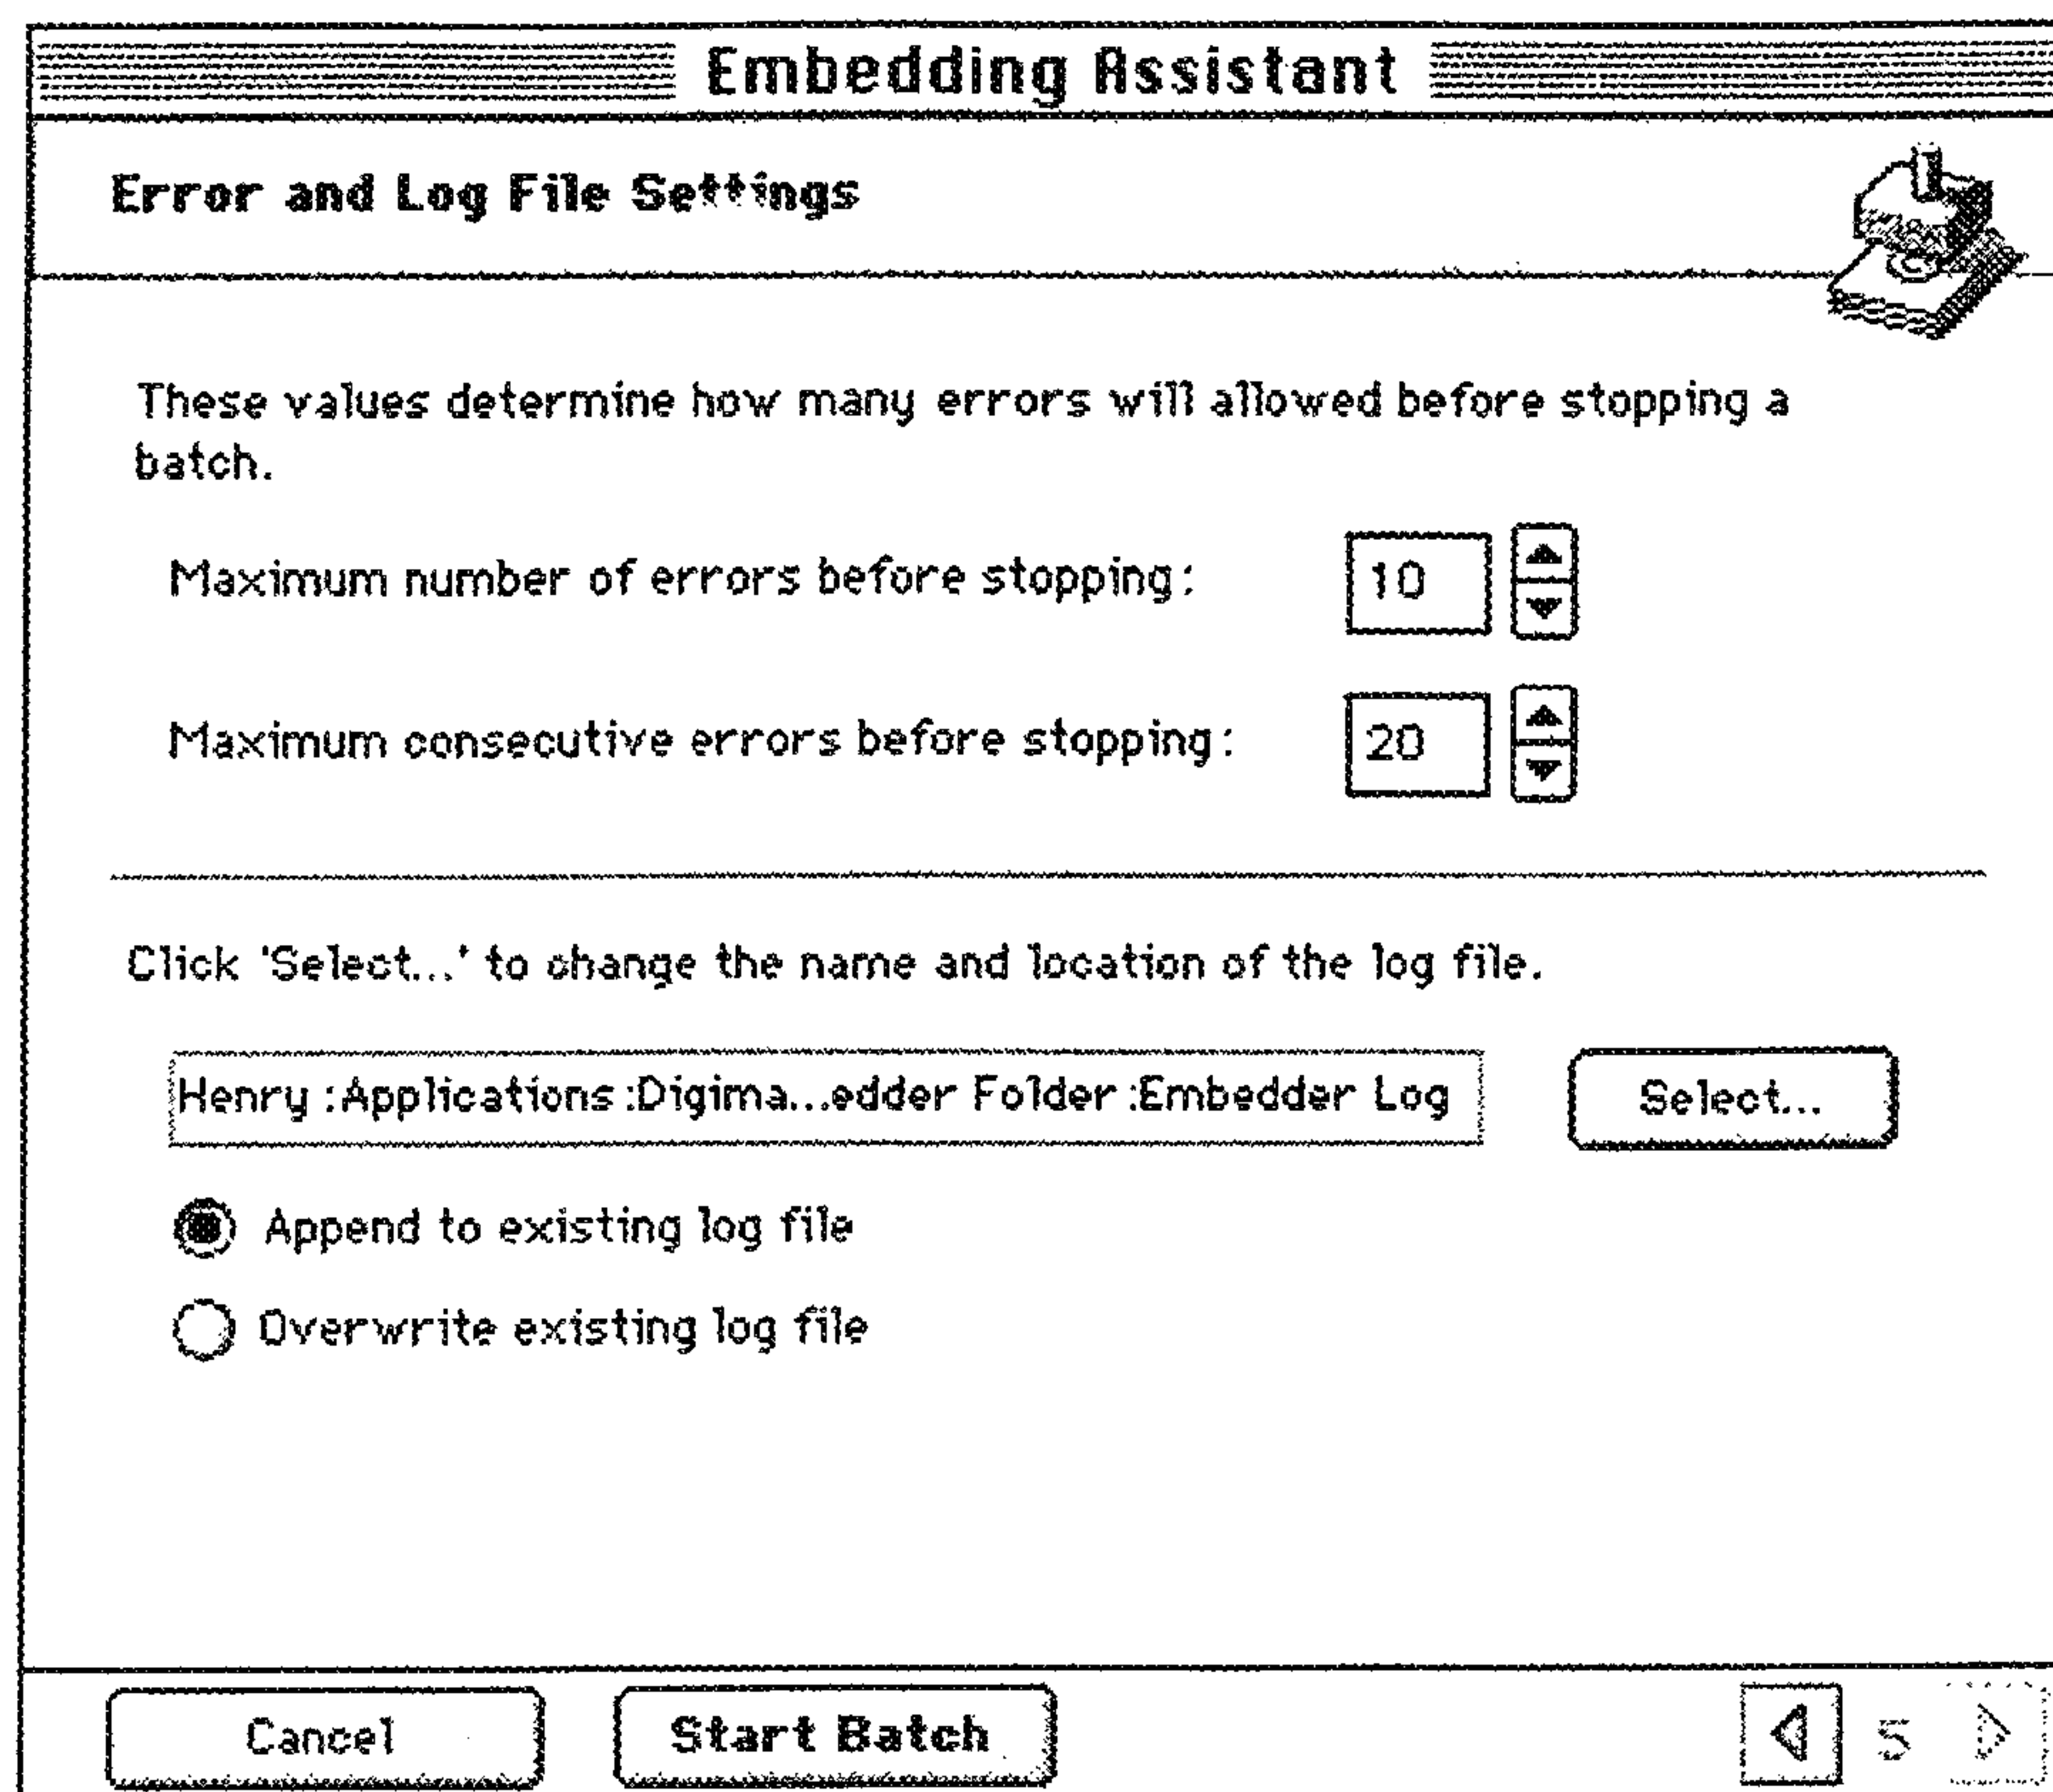 Embedding Assistant
Error and Log File Settings
These values determine how many errors will allowed before stopping a
batch.
Maximum number of errors before stopping: 10
Maximum consecutive errors before stopping: 20
Click 'Select...' to change the name and location of the log file.
Henry :Applications :Digima...edder Folder :Embedder Log Select...
Append to existing log file
Overwrite existing log file
Cancel Start Batch 5